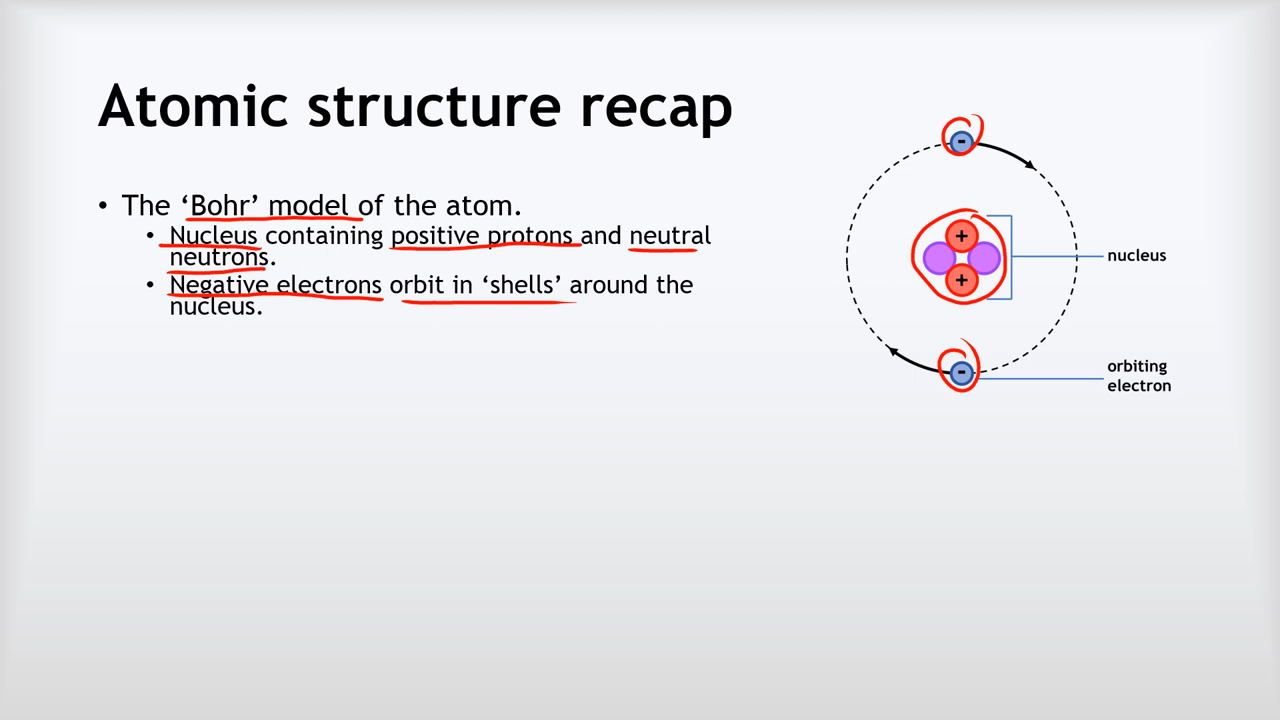 Atomic structure recap
• The ‘Bohr’ model of the atom.
• Nucleus containing positive protons and neutral
neutrons.
• Negative electrons orbit in ‘shells’ around the
nucleus.
-
+
+
nucleus
-
orbiting
electron